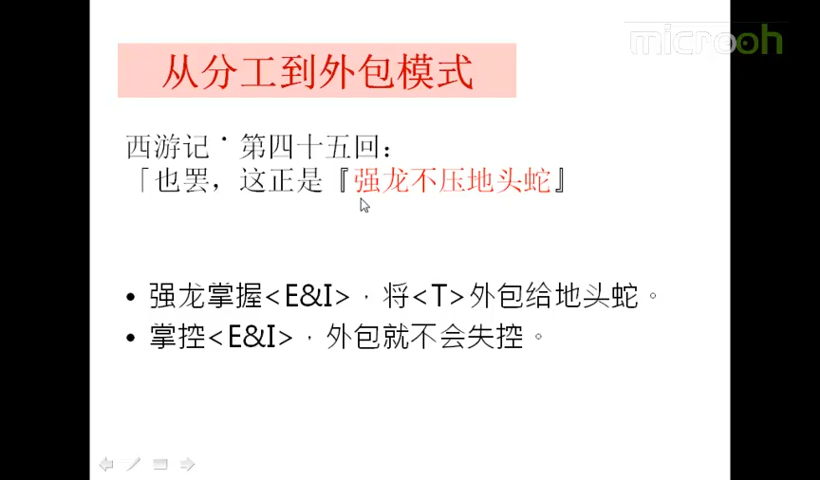 microoh
从分工到外包模式
西游记·第四十五回：
「也罢，这正是『强龙不压地头蛇』
• 强龙掌握<E&I>，将<T>外包给地头蛇。
• 掌控<E&I>，外包就不会失控。